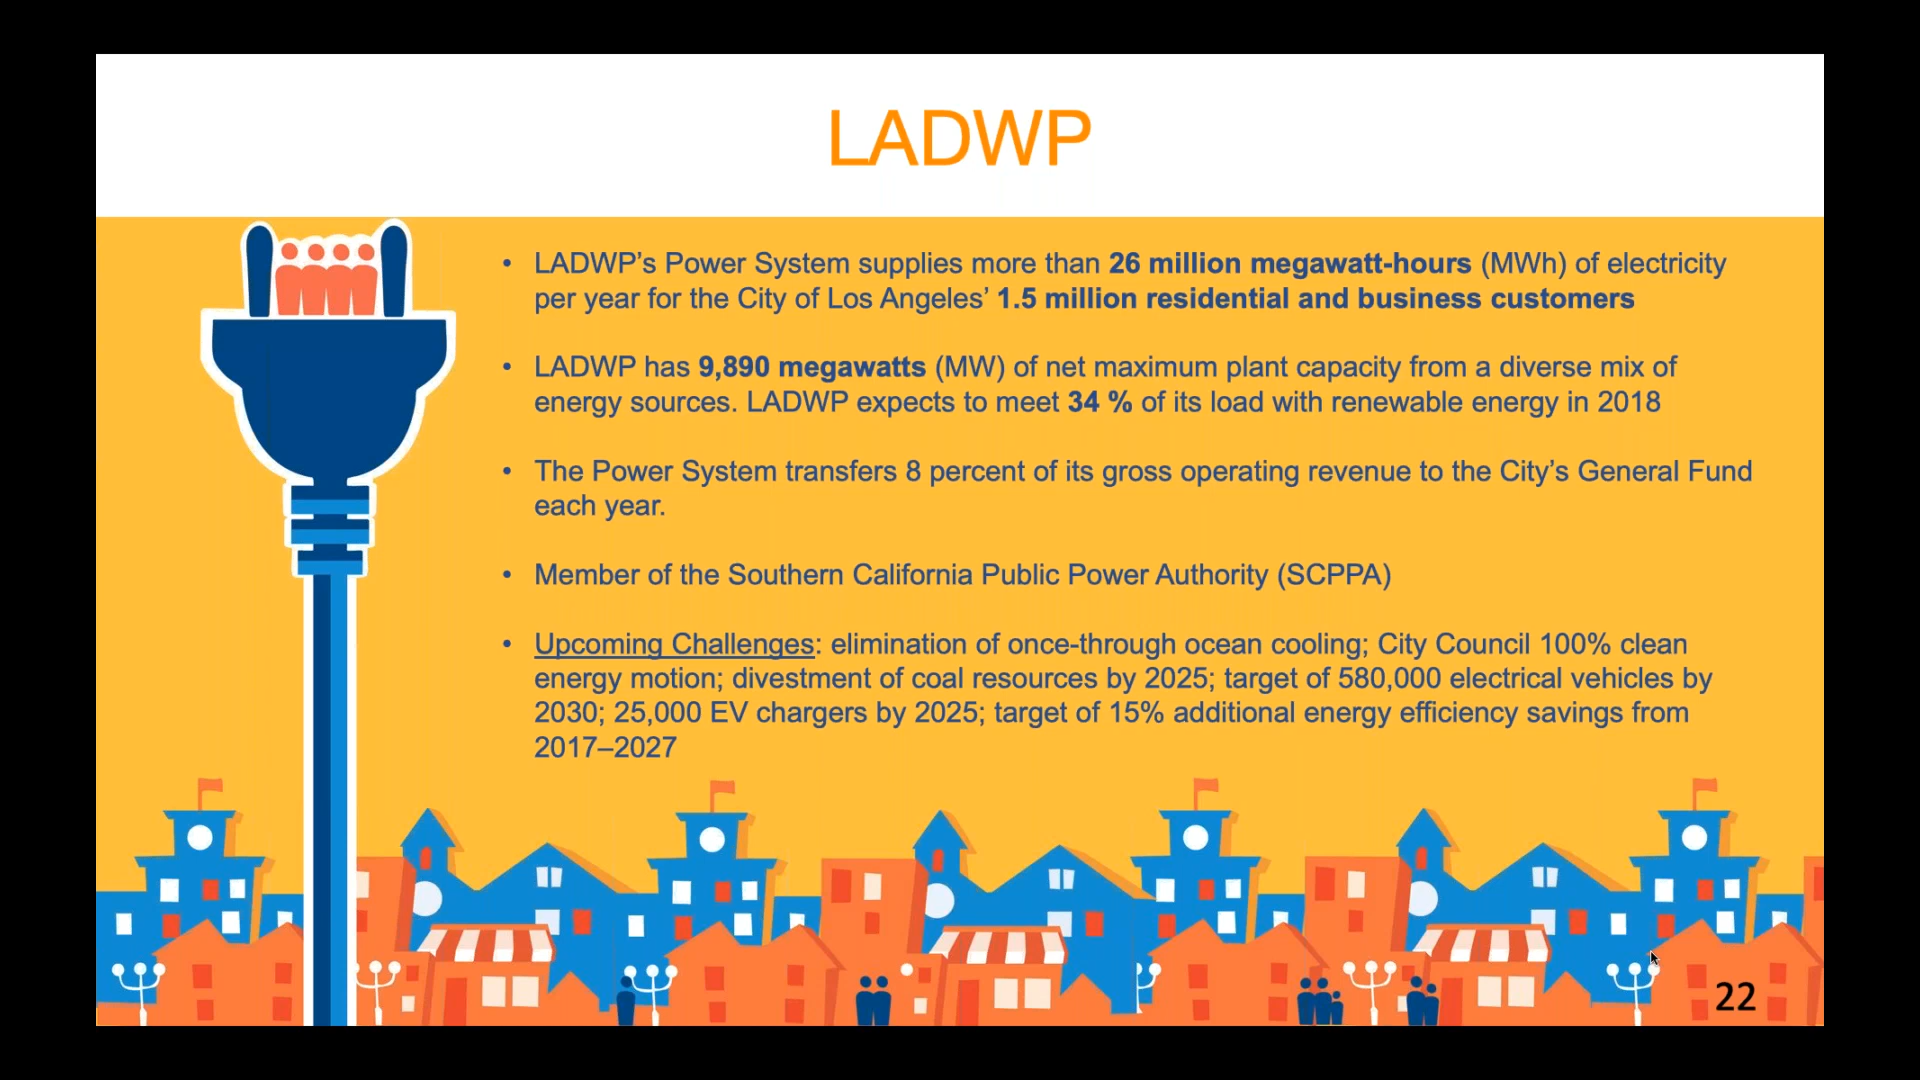 LADWP
• LADWP’s Power System supplies more than 26 million megawatt-hours (MWh) of electricity
per year for the City of Los Angeles’ 1.5 million residential and business customers
• LADWP has 9,890 megawatts (MW) of net maximum plant capacity from a diverse mix of
energy sources. LADWP expects to meet 34 % of its load with renewable energy in 2018
• The Power System transfers 8 percent of its gross operating revenue to the City’s General Fund
each year.
• Member of the Southern California Public Power Authority (SCPPA)
• Upcoming Challenges: elimination of once-through ocean cooling; City Council 100% clean
energy motion; divestment of coal resources by 2025; target of 580,000 electrical vehicles by
2030; 25,000 EV chargers by 2025; target of 15% additional energy efficiency savings from
2017–2027
22